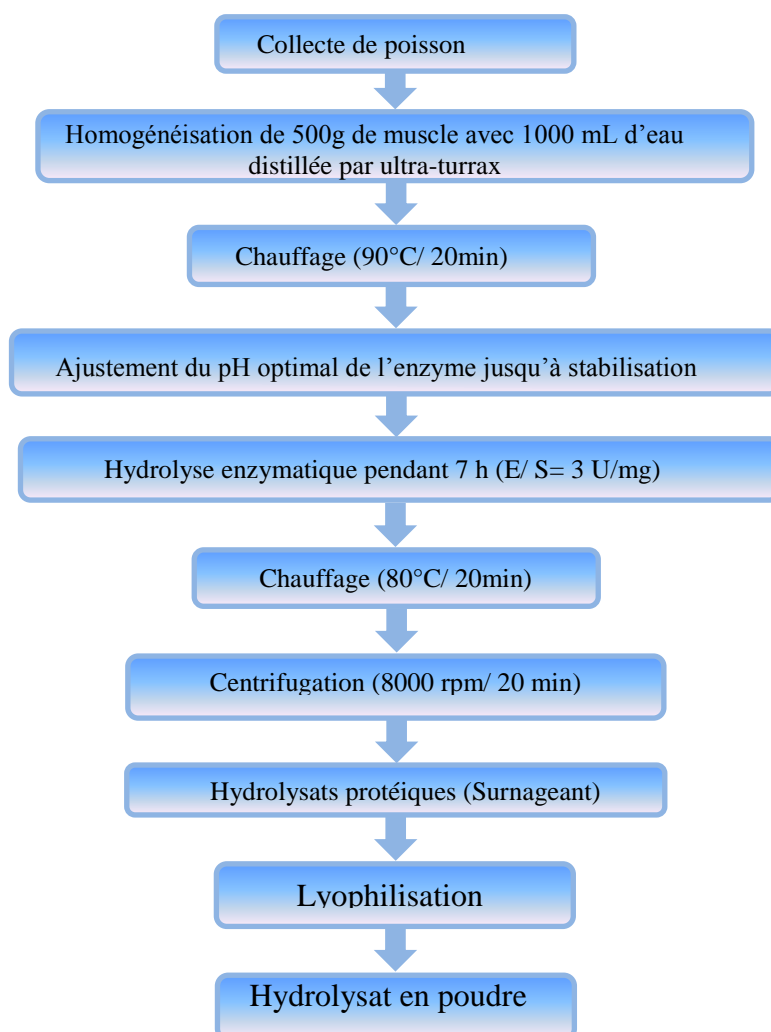 Collecte de poisson
Homogénéisation de 500g de muscle avec 1000 mL d’eau
distillée par ultra-turrax
Chauffage (90°C/ 20min)
Ajustement du pH optimal de l’enzyme jusqu’à stabilisation
Hydrolyse enzymatique pendant 7 h (E/ S= 3 U/mg)
Chauffage (80°C/ 20min)
Centrifugation (8000 rpm/ 20 min)
Hydrolysats protéiques (Surnageant)
Lyophilisation
Hydrolysat en poudre